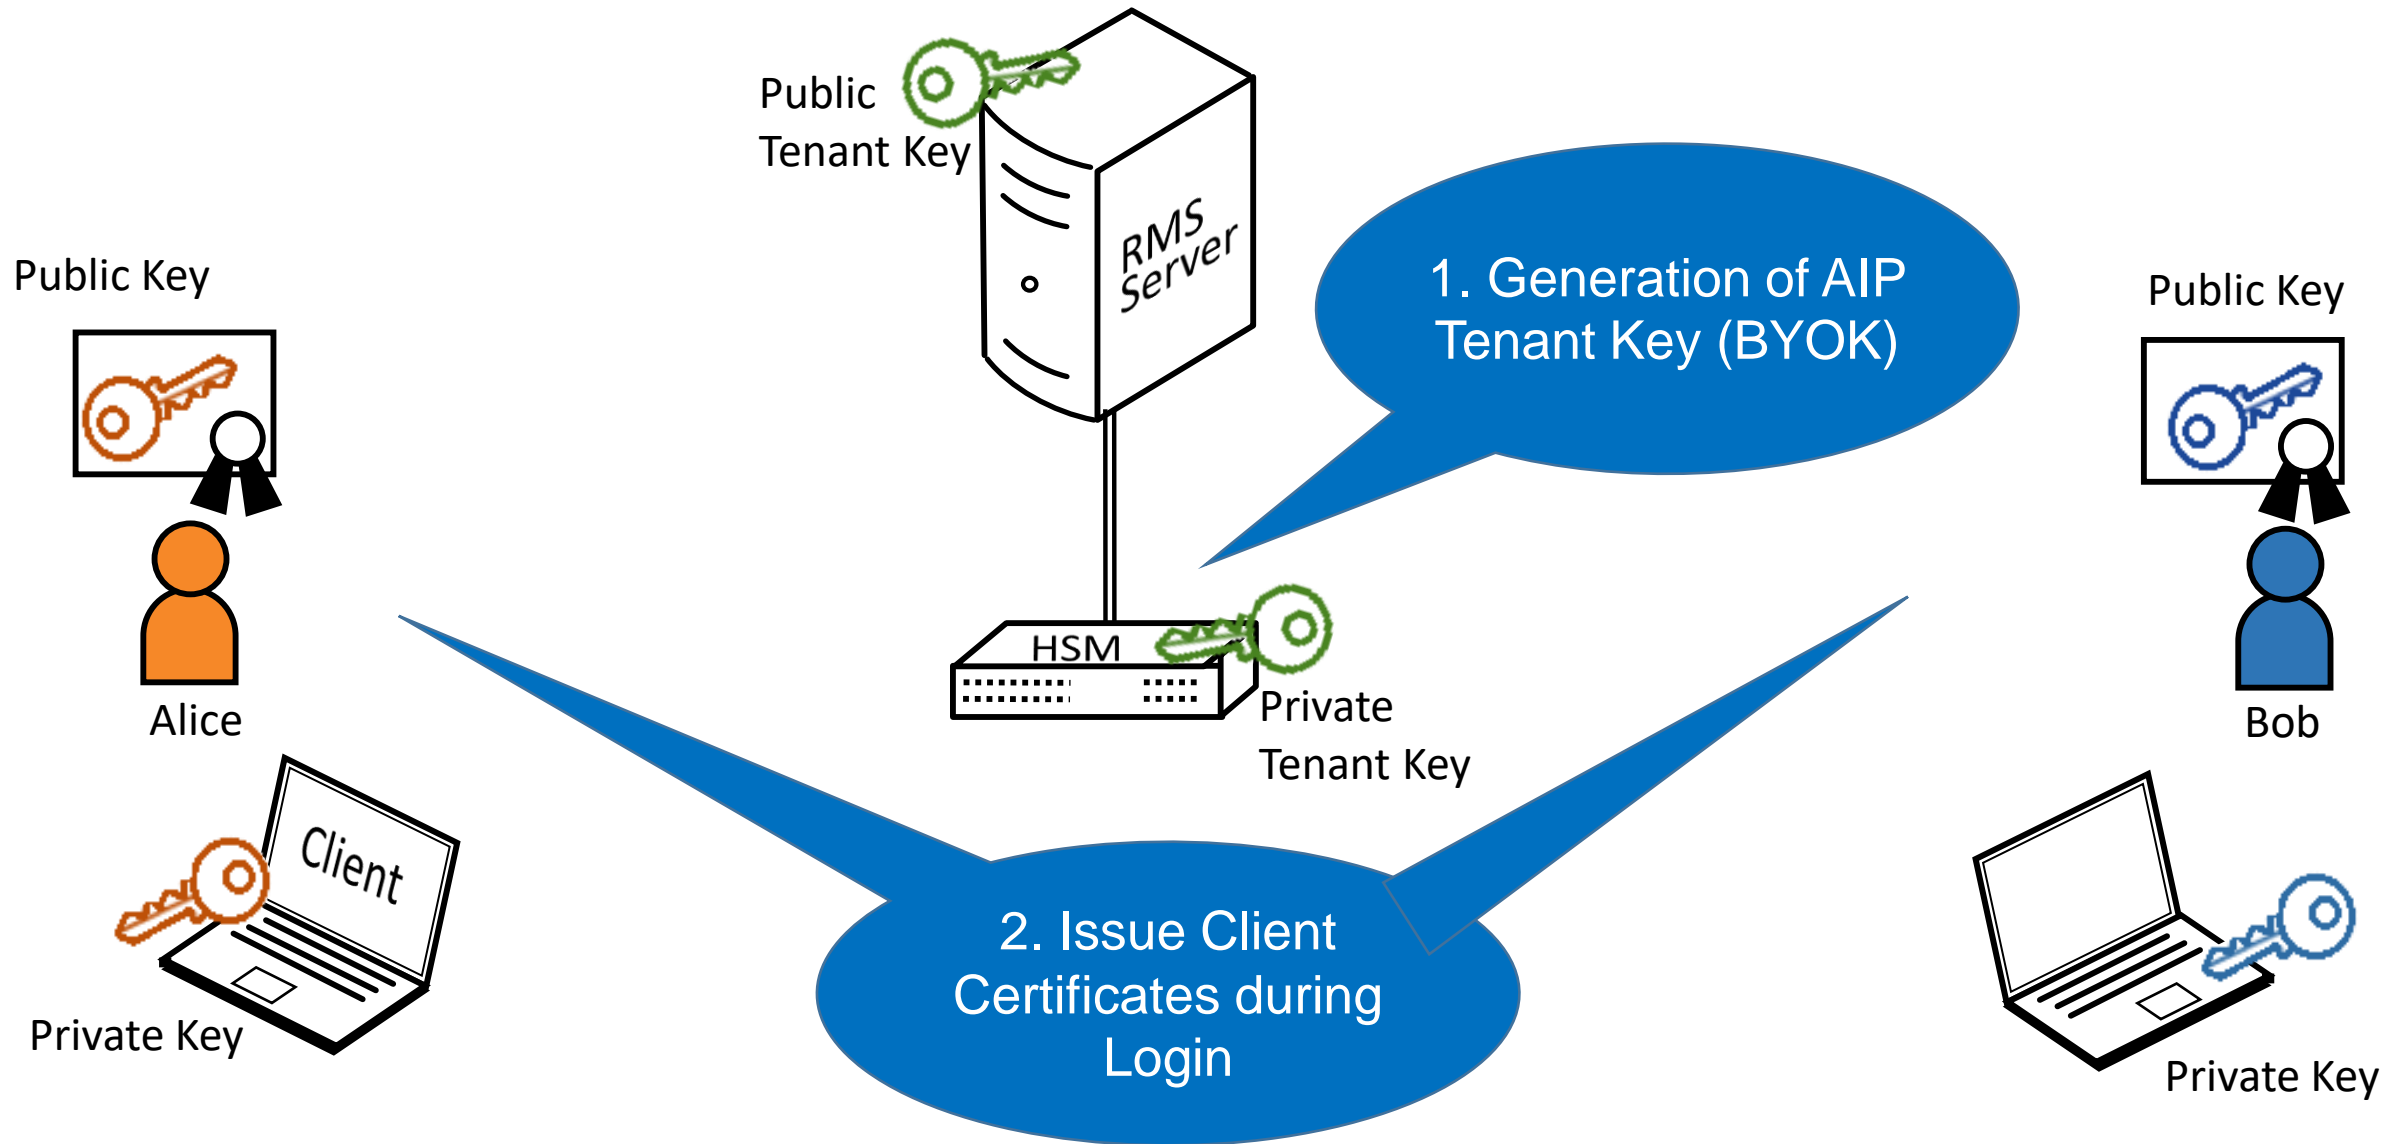 Public
Tenant Key
RMS
Server
1. Generation of AIP
Tenant Key (BYOK)
Public Key
Public Key
HSM
Private
Tenant Key
Alice
Bob
Client
2. Issue Client
Certificates during
Login
Private Key
Private Key